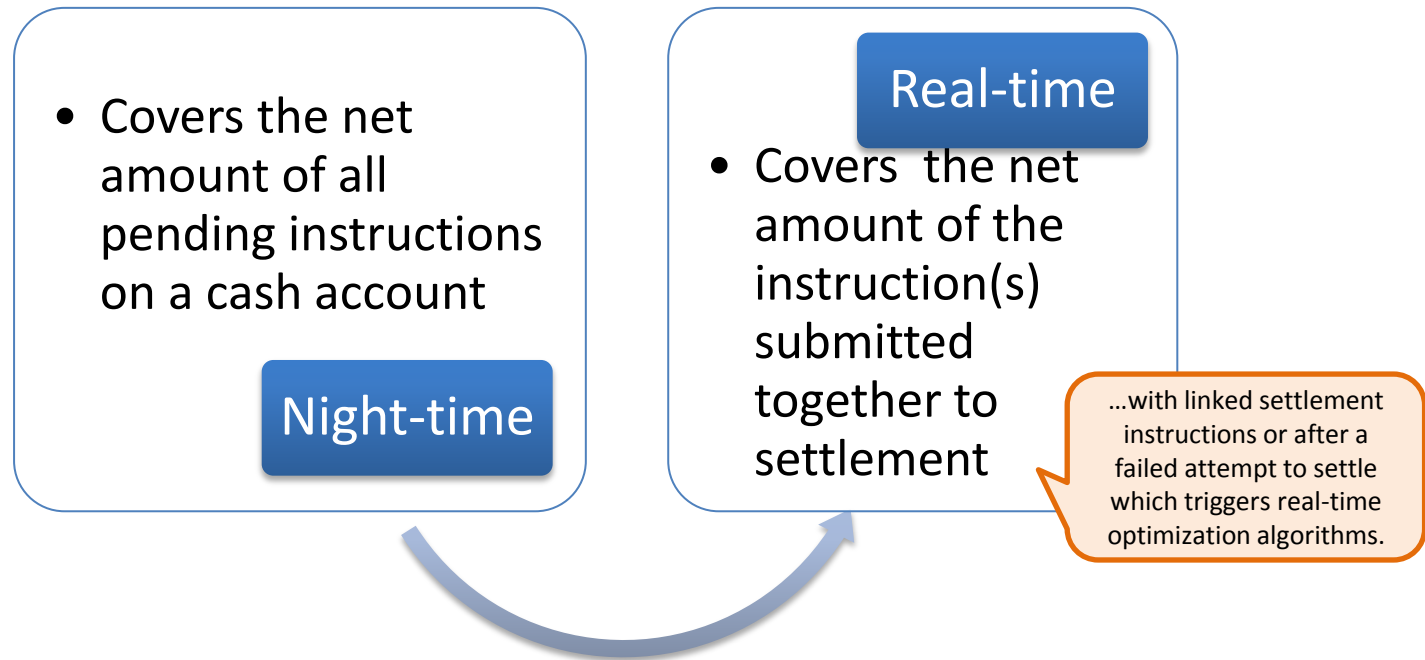 • Covers the net
amount of all
pending instructions
on a cash account
Night-time
Real-time
• Covers  the net
amount of the
instruction(s)
submitted
together to
settlement
...with linked settlement
instructions or after a
failed attempt to settle
which triggers real-time
optimization algorithms.